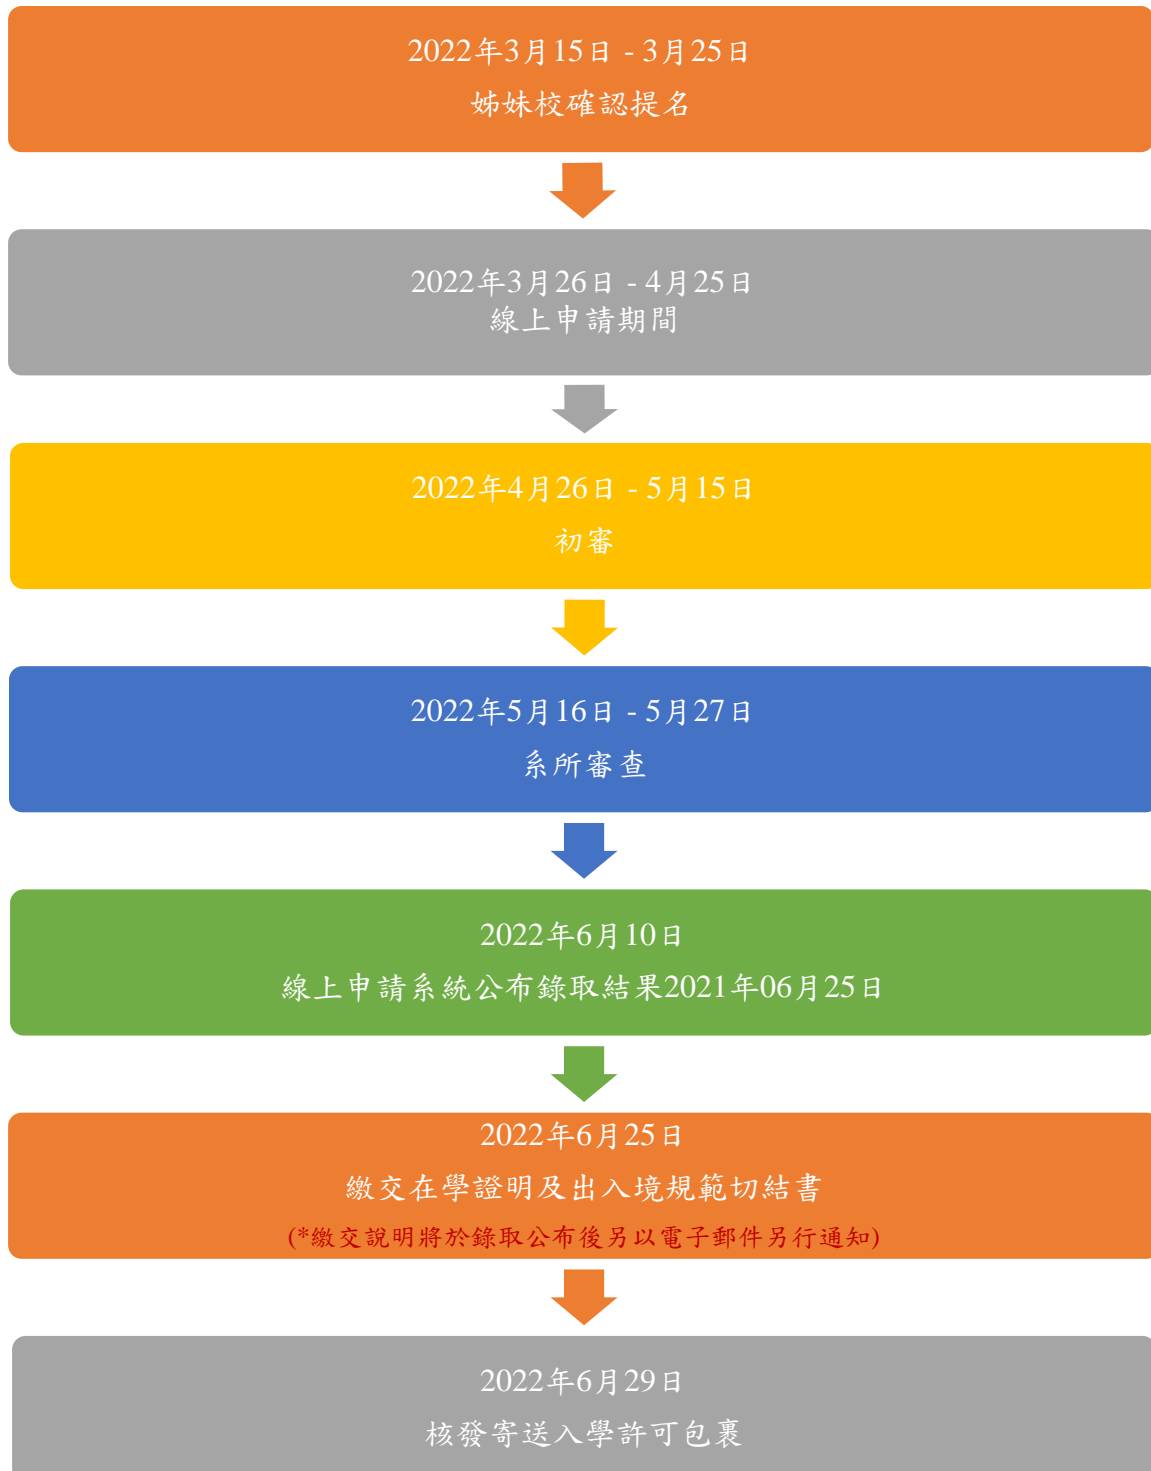 2022年3月15日 - 3月25日
姊妹校確認提名
2022年3月26日 - 4月25日
線上申請期間
2022年4月26日 - 5月15日
初審
2022年5月16日 - 5月27日
系所審查
2022年6月10日
線上申請系統公布錄取結果2021年06月25日
2022年6月25日
繳交在學證明及出入境規範切結書
(*繳交說明將於錄取公布後另以電子郵件另行通知)
2022年6月29日
核發寄送入學許可包裹